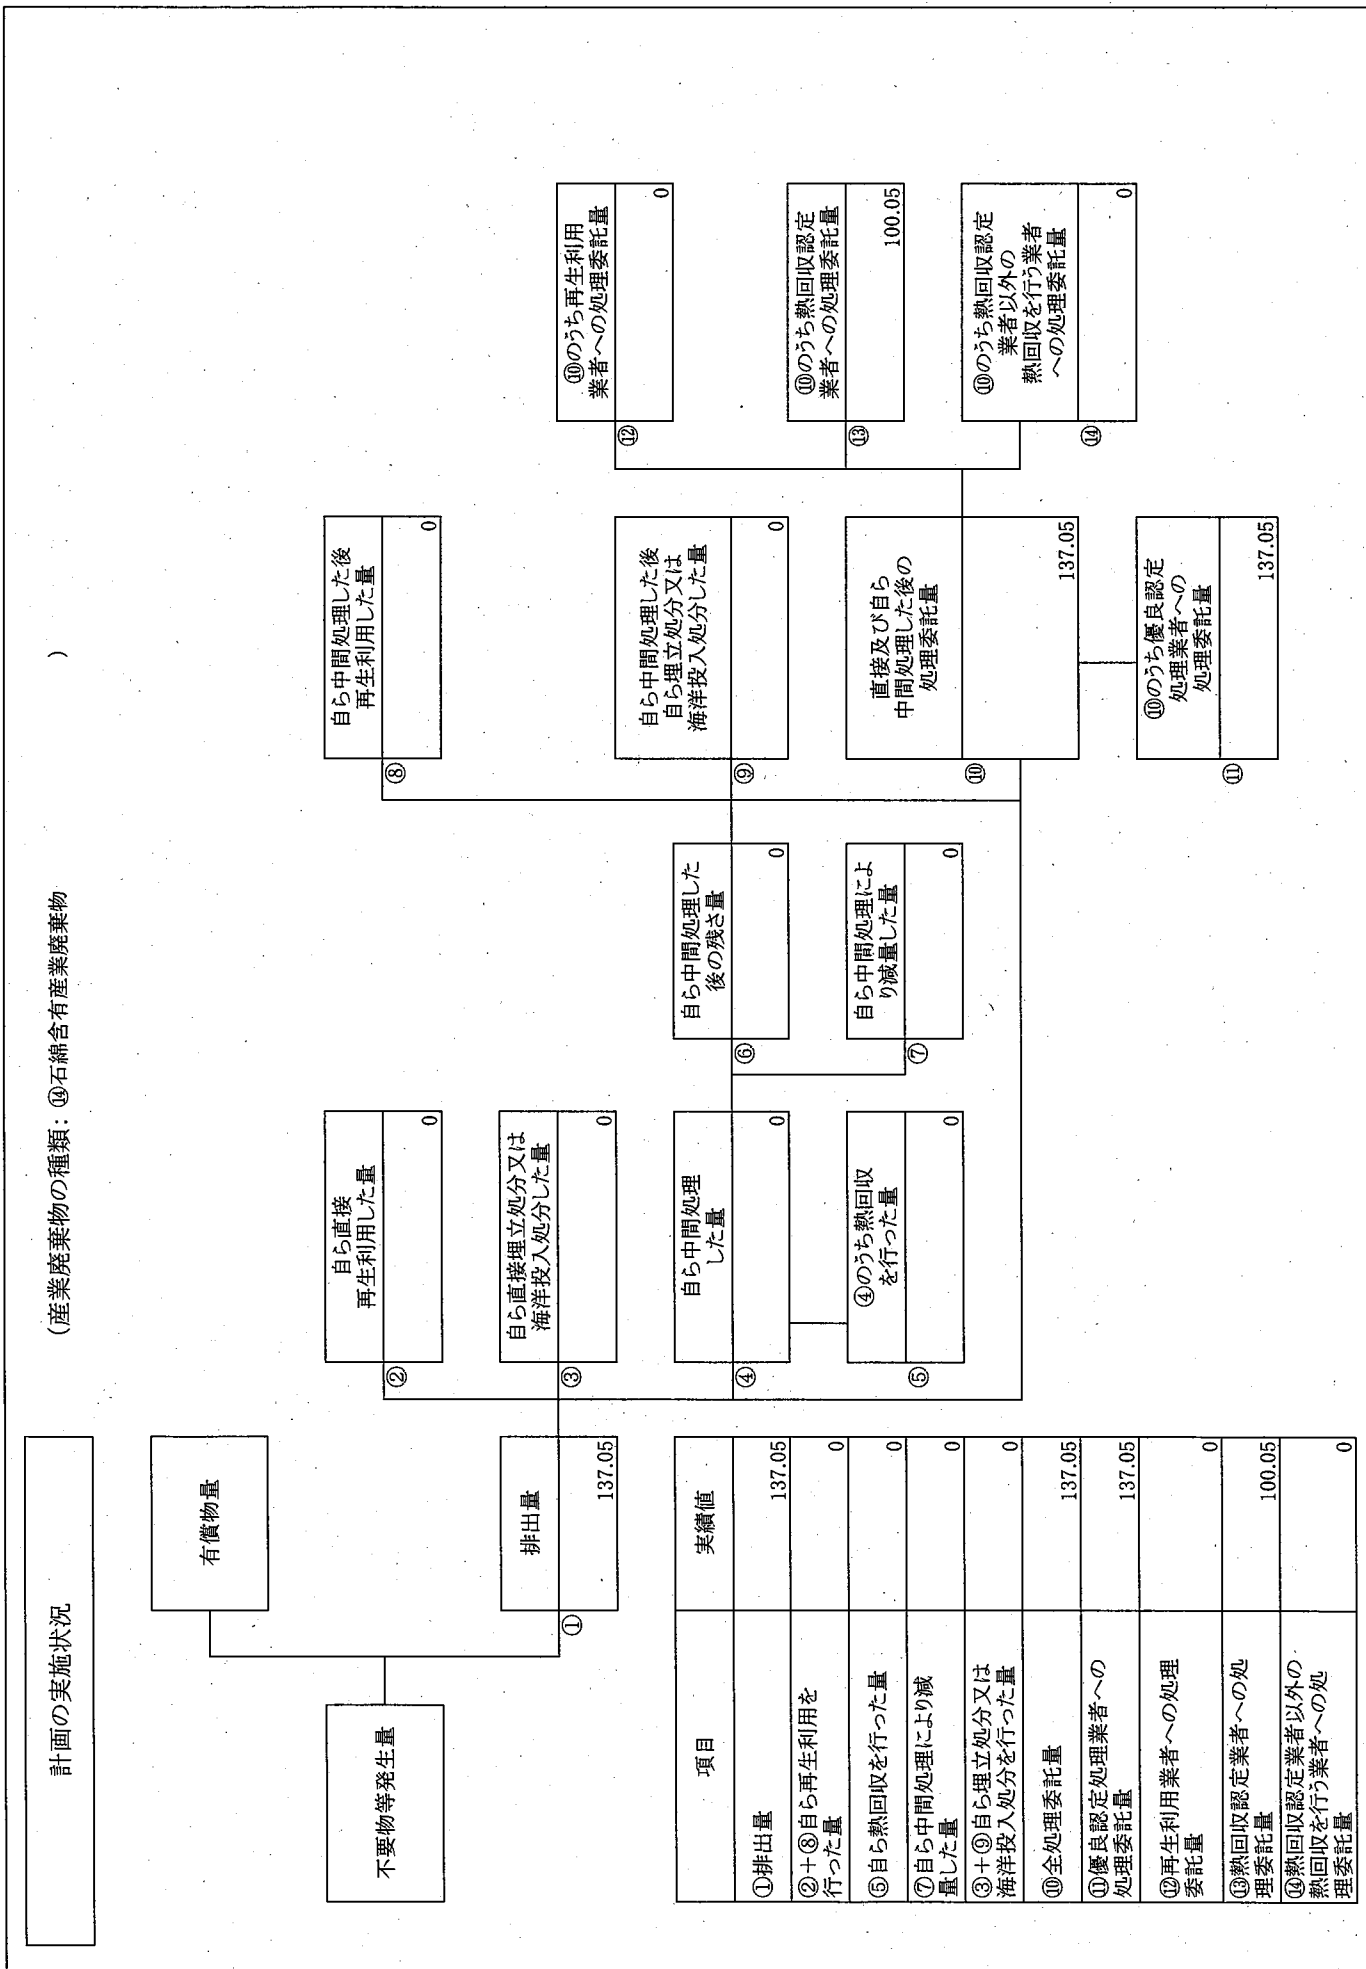 計画の実施状況
(産業廃棄物の種類：⑭石綿含有産業廃棄物 )
不要物等発生量
有償物量
①
排出量
137.05
②
自ら直接
再生利用した量
0
③
自ら直接埋立処分又は
海洋投入処分した量
0
④
自ら中間処理
した量
0
⑤
④のうち熱回収
を行った量
0
⑥
自ら中間処理した
後の残さ量
0
⑦
自ら中間処理によ
り減量した量
0
⑧
自ら中間処理した後
再生利用した量
0
⑨
自ら中間処理した後
自ら埋立処分又は
海洋投入処分した量
0
⑩
直接及び自ら
中間処理した後の
処理委託量
137.05
⑪
⑩のうち優良認定
処理業者への
処理委託量
137.05
⑫
⑩のうち再生利用
業者への処理委託量
0
⑬
⑩のうち熱回収認定
業者への処理委託量
100.05
⑭
⑩のうち熱回収認定
業者以外の
熱回収を行う業者
への処理委託量
0
項目 実績値
①排出量 137.05
②＋⑧自ら再生利用を
行った量 0
⑤自ら熱回収を行った量 0
⑦自ら中間処理により減
量した量 0
③＋⑨自ら埋立処分又は
海洋投入処分を行った量 0
⑩全処理委託量 137.05
⑪優良認定処理業者への
処理委託量 137.05
⑫再生利用業者への処理
委託量 0
⑬熱回収認定業者への処
理委託量 100.05
⑭熱回収認定業者以外の
熱回収を行う業者への処
理委託量 0